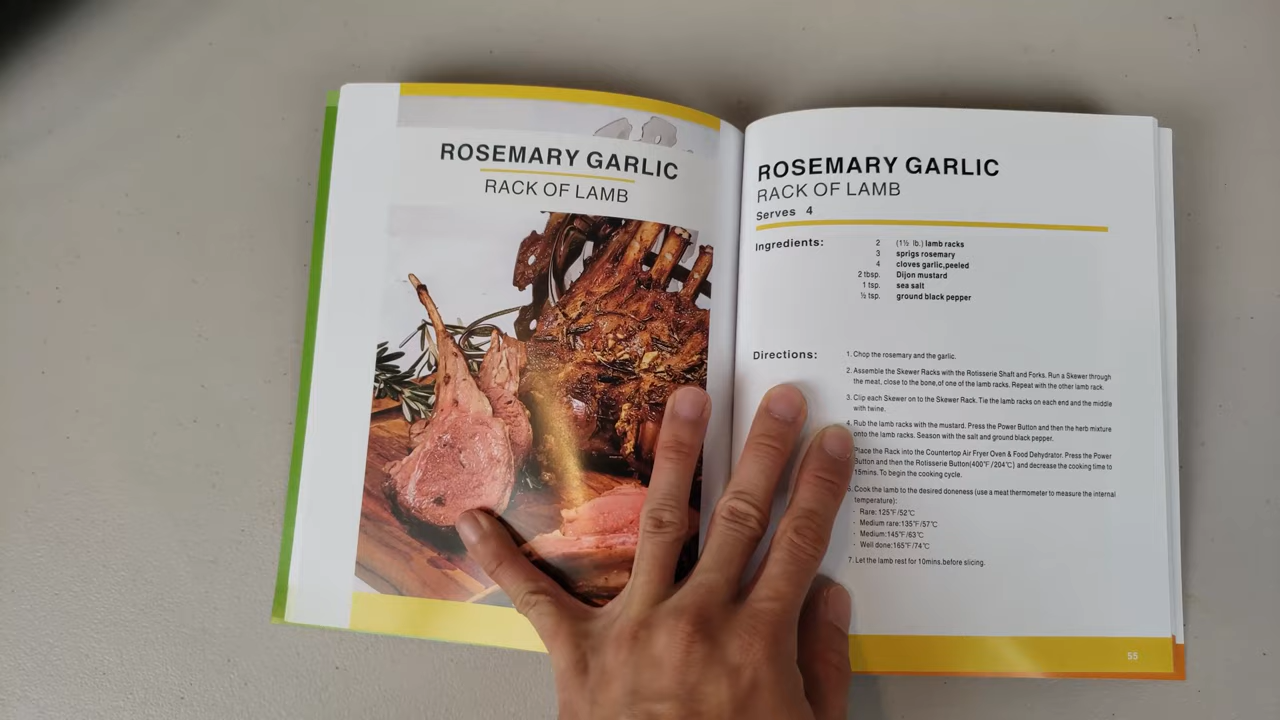 ROSEMARY GARLIC
RACK OF LAMB
ROSEMARY GARLIC
RACK OF LAMB
Serves 4
Ingredients:
2 (1½ lb.) lamb racks
3 sprigs rosemary
4 cloves garlic,peeled
2 tbsp. Dijon mustard
1 tsp. sea salt
½ tsp. ground black pepper
Directions:
1. Chop the rosemary and the garlic.
2. Assemble the Skewer Racks with the Rotisserie Shaft and Forks. Run a Skewer through
the meat, close to the bone,of one of the lamb racks. Repeat with the other lamb rack.
3. Clip each Skewer on to the Skewer Rack. Tie the lamb racks on each end and the middle
with twine.
4. Rub the lamb racks with the mustard. Press the Power Button and then the herb mixture
onto the lamb racks. Season with the salt and ground black pepper.
Place the Rack into the Countertop Air Fryer Oven & Food Dehydrator. Press the Power
Button and then the Rotisserie Button(400°F/204℃) and decrease the cooking time to
15mins. To begin the cooking cycle.
6. Cook the lamb to the desired doneness (use a meat thermometer to measure the internal
temperature):
- Rare:125°F/52℃
- Medium rare:135°F/57℃
- Medium:145°F/63℃
- Well done:165°F/74℃
7. Let the lamb rest for 10mins.before slicing.
55